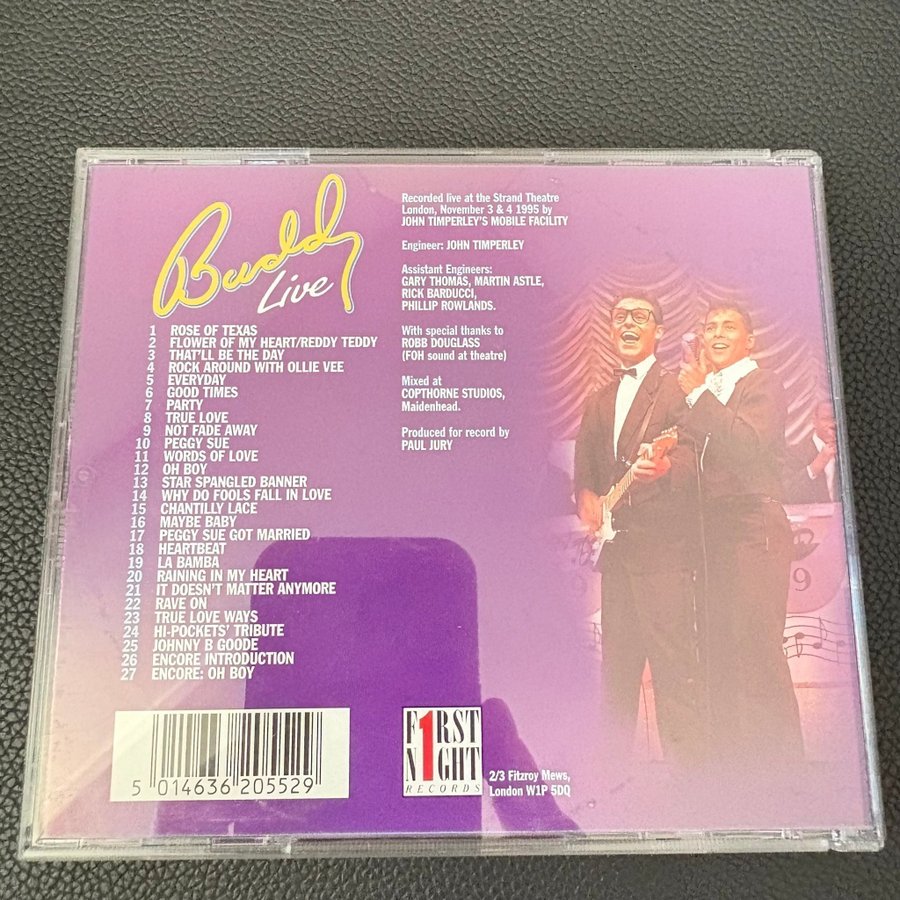 Buddy
Live
1 ROSE OF TEXAS
2 FLOWER OF MY HEART/REDDY TEDDY
3 THAT'LL BE THE DAY
4 ROCK AROUND WITH OLLIE VEE
5 EVERYDAY
6 GOOD TIMES
7 PARTY
8 TRUE LOVE
9 NOT FADE AWAY
10 PEGGY SUE
11 WORDS OF LOVE
12 OH BOY
13 STAR SPANGLED BANNER
14 WHY DO FOOLS FALL IN LOVE
15 CHANTILLY LACE
16 MAYBE BABY
17 PEGGY SUE GOT MARRIED
18 HEARTBEAT
19 LA BAMBA
20 RAINING IN MY HEART
21 IT DOESN'T MATTER ANYMORE
22 RAVE ON
23 TRUE LOVE WAYS
24 HI-POCKETS' TRIBUTE
25 JOHNNY B GOODE
26 ENCORE INTRODUCTION
27 ENCORE: OH BOY
Recorded live at the Strand Theatre
London, November 3 & 4 1995 by
JOHN TIMPERLEY'S MOBILE FACILITY
Engineer: JOHN TIMPERLEY
Assistant Engineers:
GARY THOMAS, MARTIN ASTLE,
RICK BARDUCCI,
PHILLIP ROWLANDS.
With special thanks to
ROBB DOUGLASS
(FOH sound at theatre)
Mixed at
COPTHORNE STUDIOS,
Maidenhead.
Produced for record by
PAUL JURY
9
5 014636 205529
F1RST
N1GHT
RECORDS
2/3 Fitzroy Mews,
London W1P 5DQ